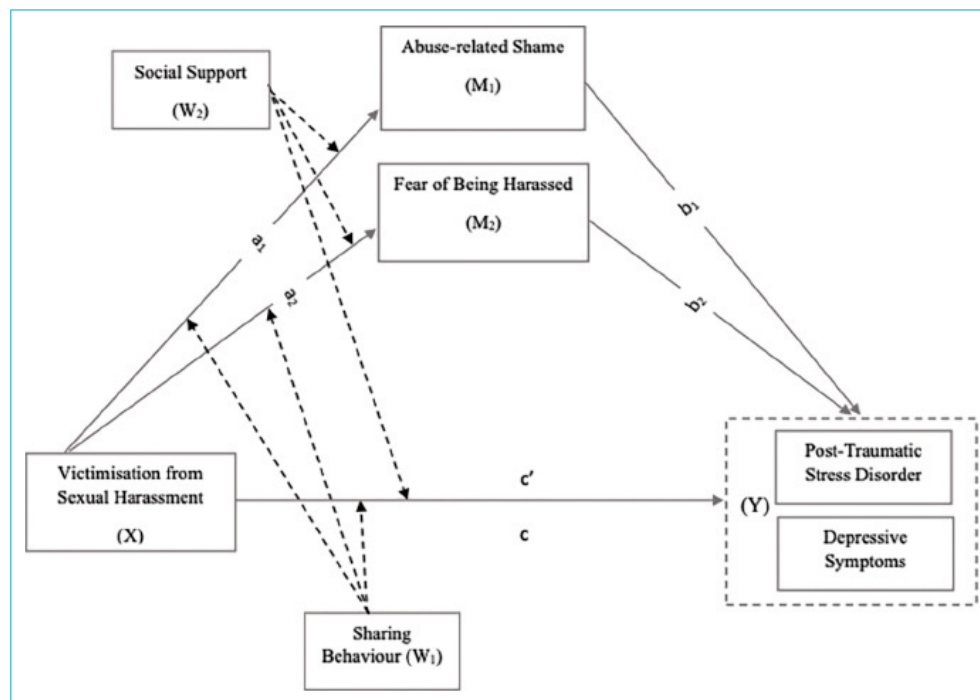 Abuse-related Shame
(M₁)
Social Support
(W₂)
Fear of Being Harassed
(M₂)
a₁
a₂
b₁
b₂
Victimisation from
Sexual Harassment
(X)
c′
c
(Y)
Post-Traumatic
Stress Disorder
Depressive
Symptoms
Sharing
Behaviour (W₁)